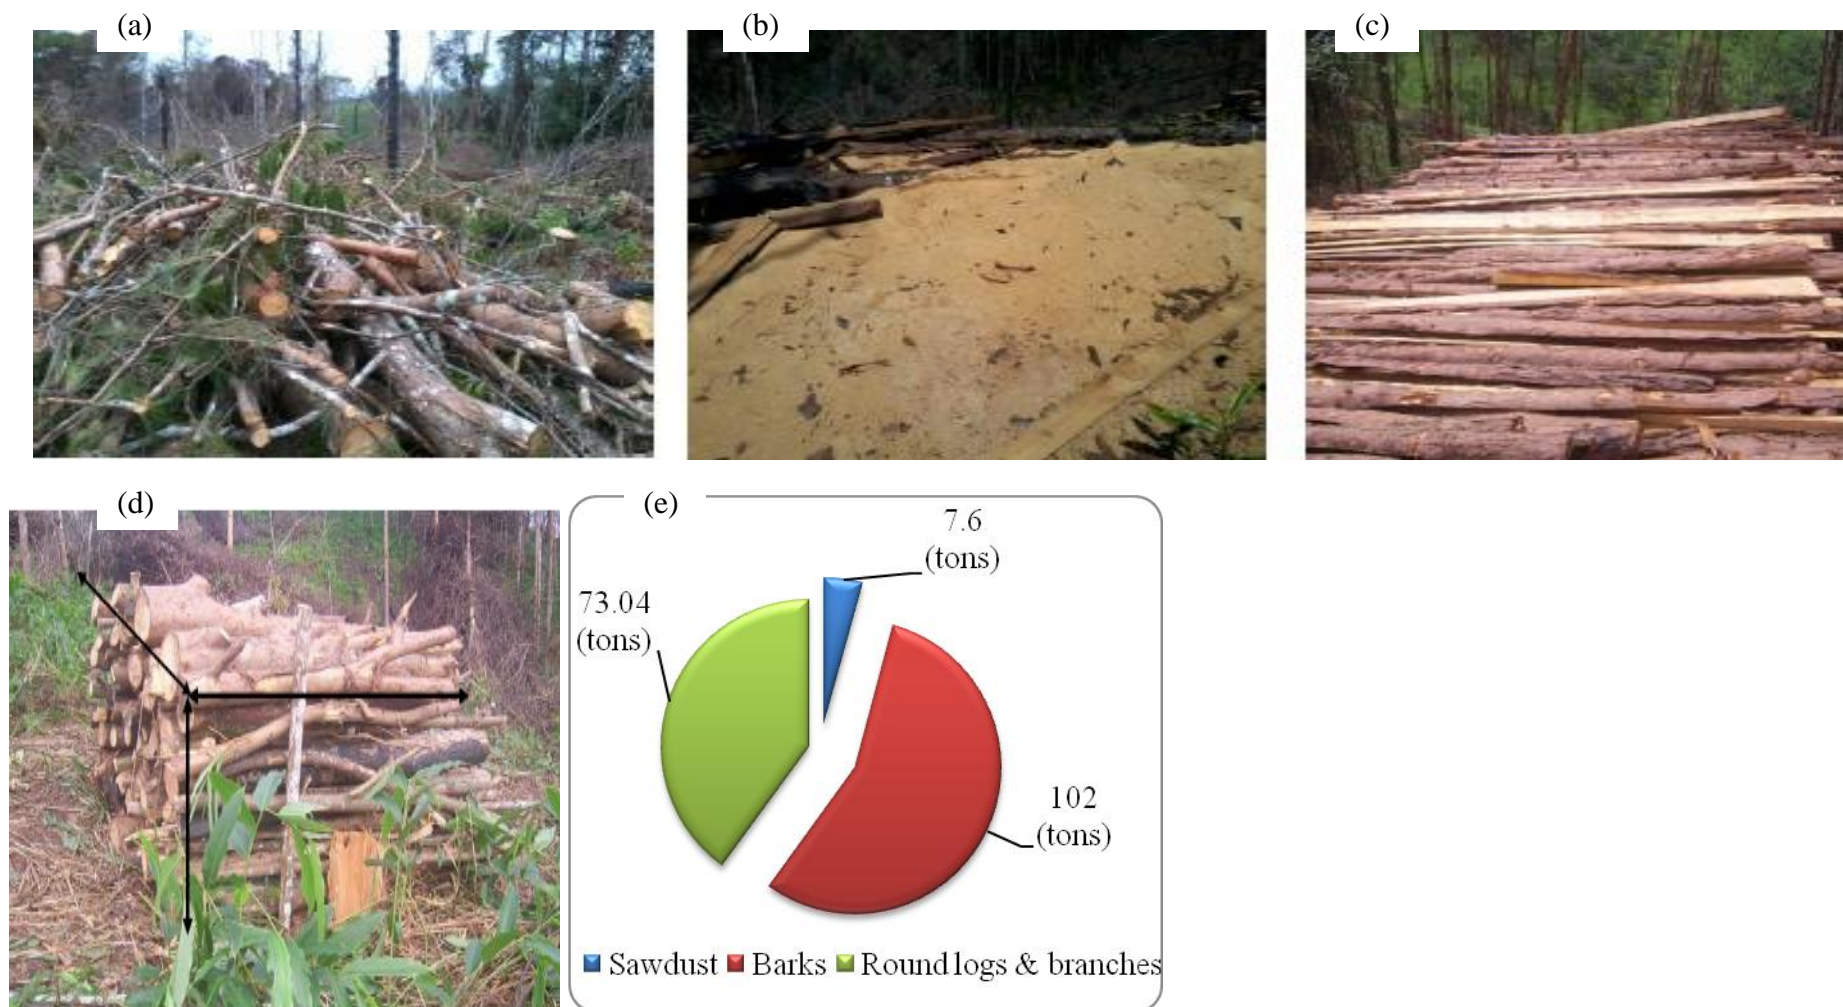 (a)
(b)
(c)
(d)
(e)
7.6
(tons)
73.04
(tons)
102
(tons)
Sawdust Barks Round logs & branches